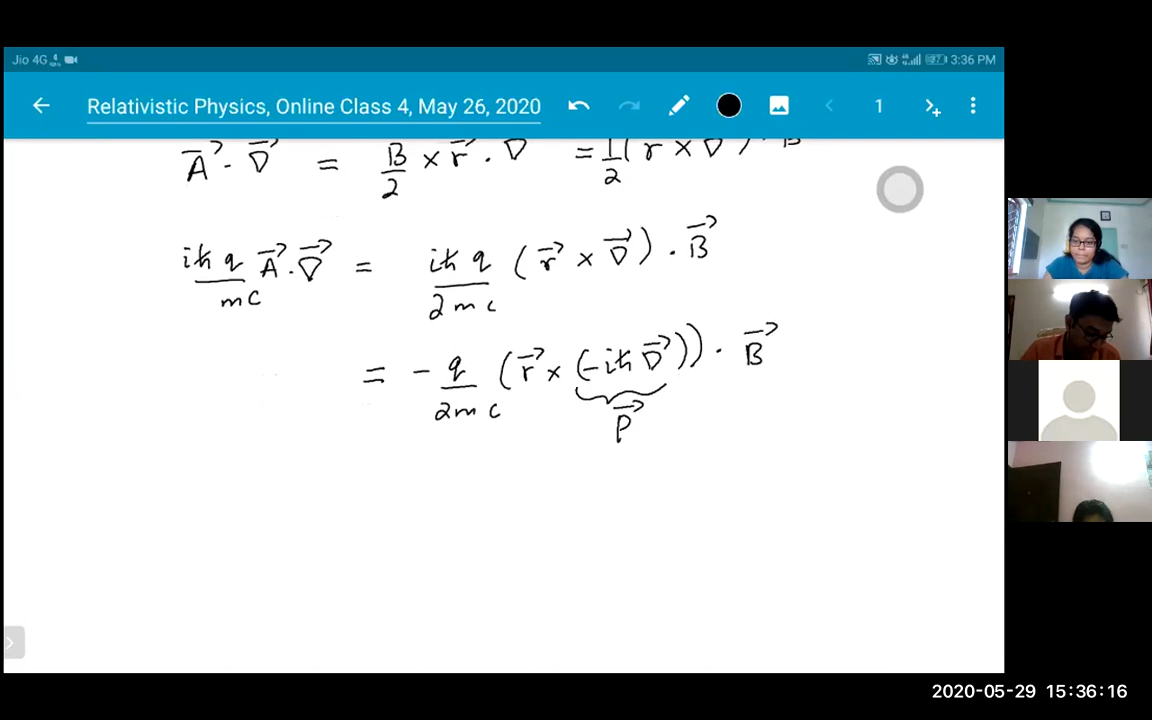 Jio 4G 3:36 PM
Relativistic Physics, Online Class 4, May 26, 2020 1
A⃗ · ∇⃗ = B/2 × r⃗ · ∇ = 1/2 ( r × ∇ ) · B
iħq/mc A⃗ · ∇⃗ = iħq/2mc ( r⃗ × ∇⃗ ) · B⃗
= - q/2mc ( r⃗ × (-iħ ∇⃗ )) · B⃗
P⃗
2020-05-29 15:36:16